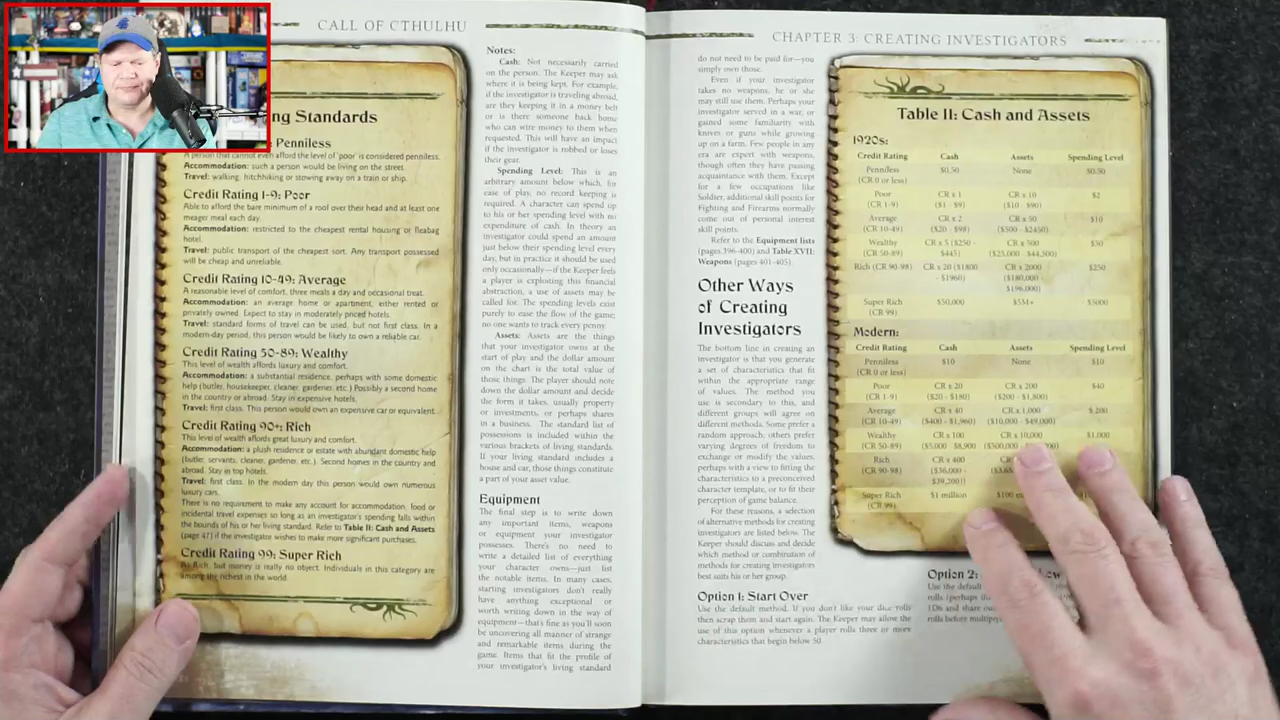 CALL OF CTHULHU
ng Standards
: Penniless
A person that cannot even afford the level of 'poor' is considered penniless.
Accommodation: such a person would be living on the street.
Travel: walking, hitchhiking or stowing away on a train or ship.
Credit Rating 1-9: Poor
Able to afford the bare minimum of a roof over their head and at least one
meager meal each day.
Accommodation: restricted to the cheapest rental housing or fleabag
hotel.
Travel: public transport of the cheapest sort. Any transport possessed
will be cheap and unreliable.
Credit Rating 10-49: Average
A reasonable level of comfort, three meals a day and occasional treat.
Accommodation: an average home or apartment, either rented or
privately owned. Expect to stay in moderately priced hotels.
Travel: standard forms of travel can be used, but not first class. In a
modern-day period, this person would be likely to own a reliable car.
Credit Rating 50-89: Wealthy
This level of wealth affords luxury and comfort.
Accommodation: a substantial residence, perhaps with some domestic
help (butler, housekeeper, cleaner, gardener, etc.) Possibly a second home
in the country or abroad. Stay in expensive hotels.
Travel: first class. This person would own an expensive car or equivalent.
Credit Rating 90+: Rich
This level of wealth affords great luxury and comfort.
Accommodation: a plush residence or estate with abundant domestic help
(butler, servants, cleaner, gardener, etc.). Second homes in the country and
abroad. Stay in top hotels.
Travel: first class. In the modern day this person would own numerous
luxury cars.
There is no requirement to make any account for accommodation, food or
incidental travel expenses so long as an investigator's spending falls within
the bounds of his or her living standard. Refer to Table II: Cash and Assets
(page 47) if the investigator wishes to make more significant purchases.
Credit Rating 99: Super Rich
As Rich, but money is really no object. Individuals in this category are
among the richest in the world.
Notes:
Cash: Not necessarily carried
on the person. The Keeper may ask
where it is being kept. For example,
if the investigator is traveling abroad,
are they keeping it in a money belt
or is there someone back home
who can wire money to them when
requested. This will have an impact
if the investigator is robbed or loses
their gear.
Spending Level: This is an
arbitrary amount below which, for
ease of play, no record keeping is
required. A character can spend up
to his or her spending level with no
expenditure of cash. In theory an
investigator could spend an amount
just below their spending level every
day, but in practice it should be used
only occasionally—if the Keeper feels
a player is exploiting this financial
abstraction, a use of assets may be
called for. The spending levels exist
purely to ease the flow of the game;
no one wants to track every penny.
Assets: Assets are the things
that your investigator owns at the
start of play and the dollar amount
on the chart is the total value of
those things. The player should note
down the dollar amount and decide
the form it takes, usually property
or investments, or perhaps shares
in a business. The standard list of
possessions is included within the
various brackets of living standards.
If your living standard includes a
house and car, those things constitute
a part of your asset value.
Equipment
The final step is to write down
any important items, weapons
or equipment your investigator
possesses. There's no need to
write a detailed list of everything
your character owns—just list
the notable items. In many cases,
starting investigators don't really
have anything exceptional or
worth writing down in the way of
equipment—that's fine as you'll soon
be uncovering all manner of strange
and remarkable items during the
game. Items that fit the profile of
your investigator's living standard
CHAPTER 3: CREATING INVESTIGATORS
do not need to be paid for—you
simply own those.
Even if your investigator
takes no weapons, he or she
may still use them. Perhaps your
investigator served in a war, or
gained some familiarity with
knives or guns while growing
up on a farm. Few people in any
era are expert with weapons,
though often they have passing
acquaintance with them. Except
for a few occupations like
Soldier, additional skill points for
Fighting and Firearms normally
come out of personal interest
skill points.
Refer to the Equipment lists
(pages 396-400) and Table XVII:
Weapons (pages 401-405).
Other Ways
of Creating
Investigators
The bottom line in creating an
investigator is that you generate
a set of characteristics that fit
within the appropriate range
of values. The method you
use is secondary to this, and
different groups will agree on
different methods. Some prefer a
random approach; others prefer
varying degrees of freedom to
exchange or modify the values,
perhaps with a view to fitting the
characteristics to a preconceived
character template, or to fit their
perception of game balance.
For these reasons, a selection
of alternative methods for creating
investigators are listed below. The
Keeper should discuss and decide
which method or combination of
methods for creating investigators
best suits his or her group.
Option 1: Start Over
Use the default method. If you don't like your dice rolls
then scrap them and start again. The Keeper may allow the
use of this option whenever a player rolls three or more
characteristics that begin below 50.
Table II: Cash and Assets
1920s:
Credit Rating Cash Assets Spending Level
Penniless $0.50 None $0.50
(CR 0 or less)
Poor CR x 1 CR x 10 $2
(CR 1-9) ($1 - $9) ($10 - $90)
Average CR x 2 CR x 50 $10
(CR 10-49) ($20 - $98) ($500 - $2450)
Wealthy CR x 5 ($250 - CR x 500 $50
(CR 50-89) $445) ($25,000 - $44,500)
Rich (CR 90-98) CR x 20 ($1800 CR x 2000 $250
- $1960) ($180,000 -
$196,000)
Super Rich $50,000 $5M+ $5000
(CR 99)
Modern:
Credit Rating Cash Assets Spending Level
Penniless $10 None $10
(CR 0 or less)
Poor CR x 20 CR x 200 $40
(CR 1-9) ($20 - $180) ($200 - $1,800)
Average CR x 40 CR x 1,000 $200
(CR 10-49) ($400 - $1,960) ($10,000 - $49,000)
Wealthy CR x 100 CR x 10,000 $1,000
(CR 50-89) ($5,000 - $8,900 ($500,000
Rich CR x 400
(CR 90-98) ($36,000 -
$39,200))
Super Rich $1 million
(CR 99)
Option 2:
Use the default
rolls (perhaps
1D6 and share
rolls before